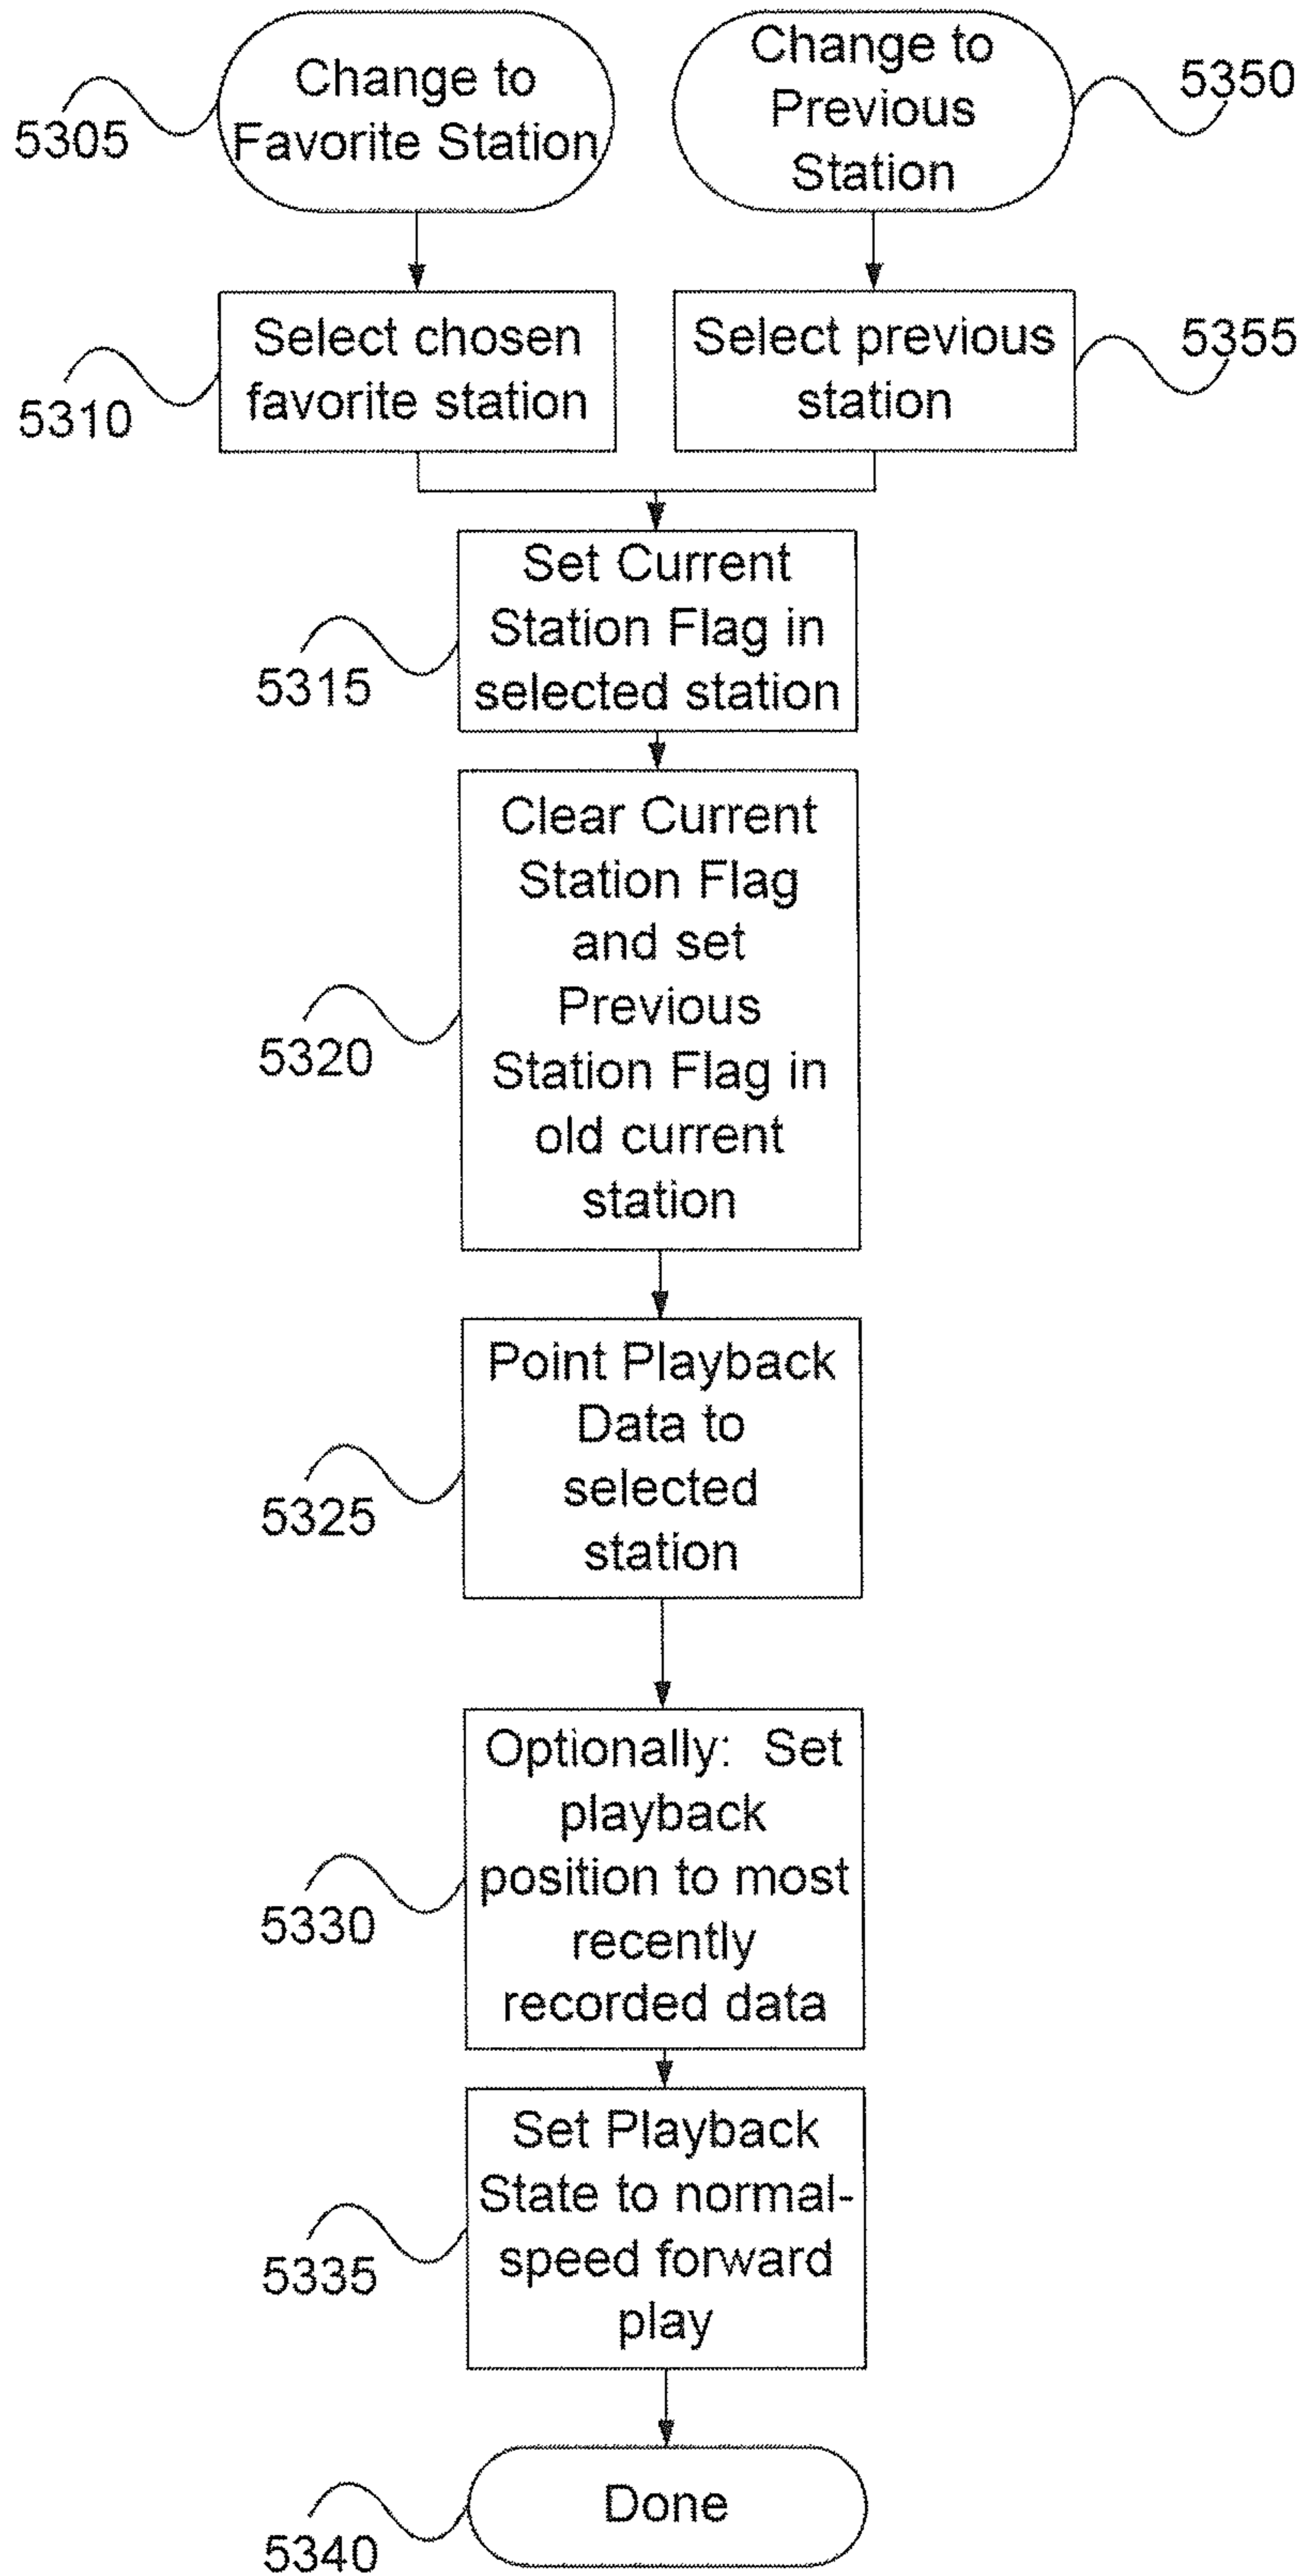 Change to
Favorite Station
5305
Change to
Previous
Station
5350
Select chosen
favorite station
5310
Select previous
station
5355
Set Current
Station Flag in
selected station
5315
Clear Current
Station Flag
and set
Previous
Station Flag in
old current
station
5320
Point Playback
Data to
selected
station
5325
Optionally:  Set
playback
position to most
recently
recorded data
5330
Set Playback
State to normal-
speed forward
play
5335
Done
5340